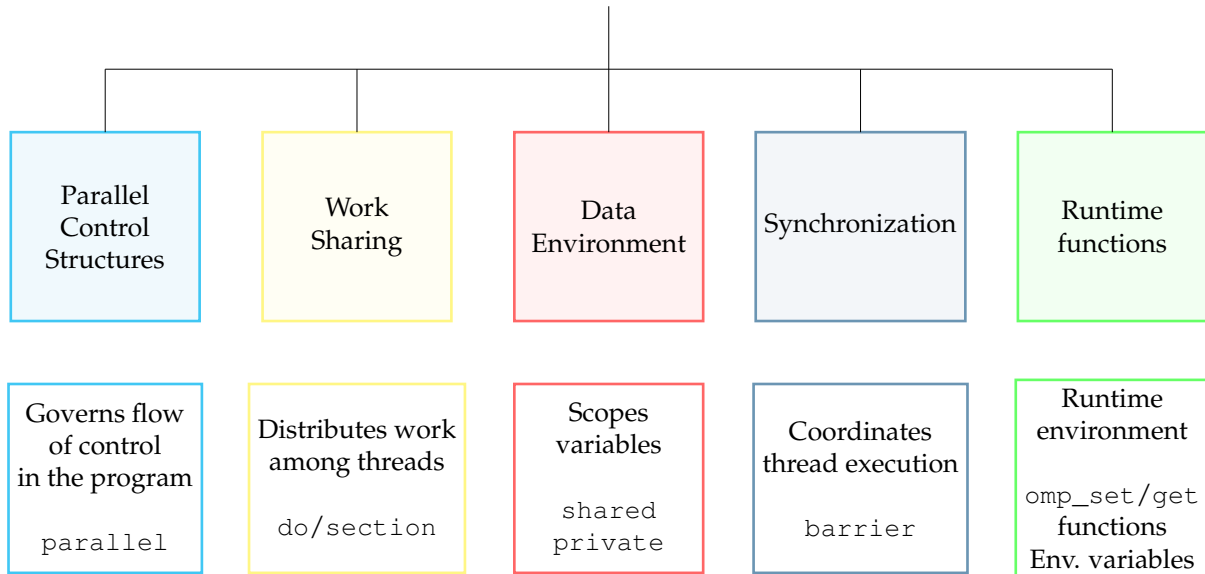 Parallel
Control
Structures
Work
Sharing
Data
Environment
Synchronization
Runtime
functions
Governs flow
of control
in the program
parallel
Distributes work
among threads
do/section
Scopes
variables
shared
private
Coordinates
thread execution
barrier
Runtime
environment
omp_set/get
functions
Env. variables